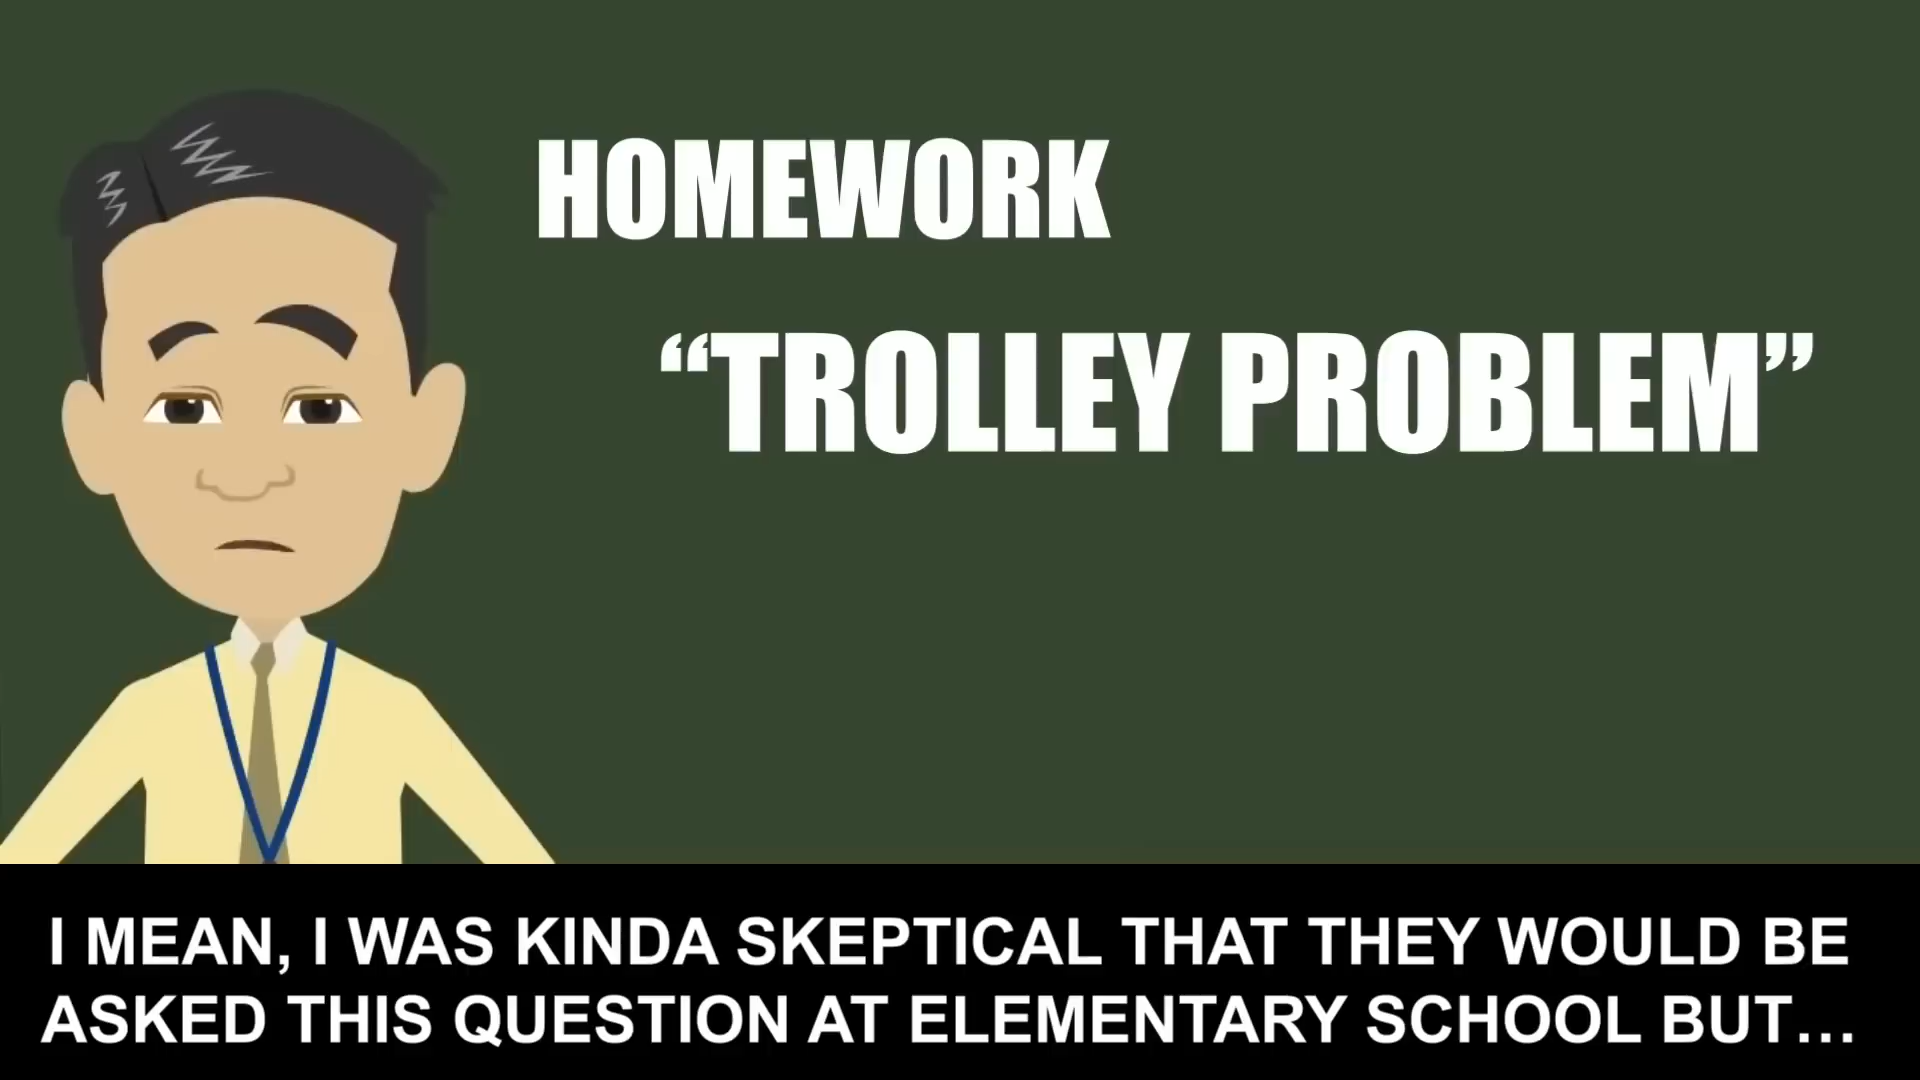 HOMEWORK
“TROLLEY PROBLEM”
I MEAN, I WAS KINDA SKEPTICAL THAT THEY WOULD BE
ASKED THIS QUESTION AT ELEMENTARY SCHOOL BUT…